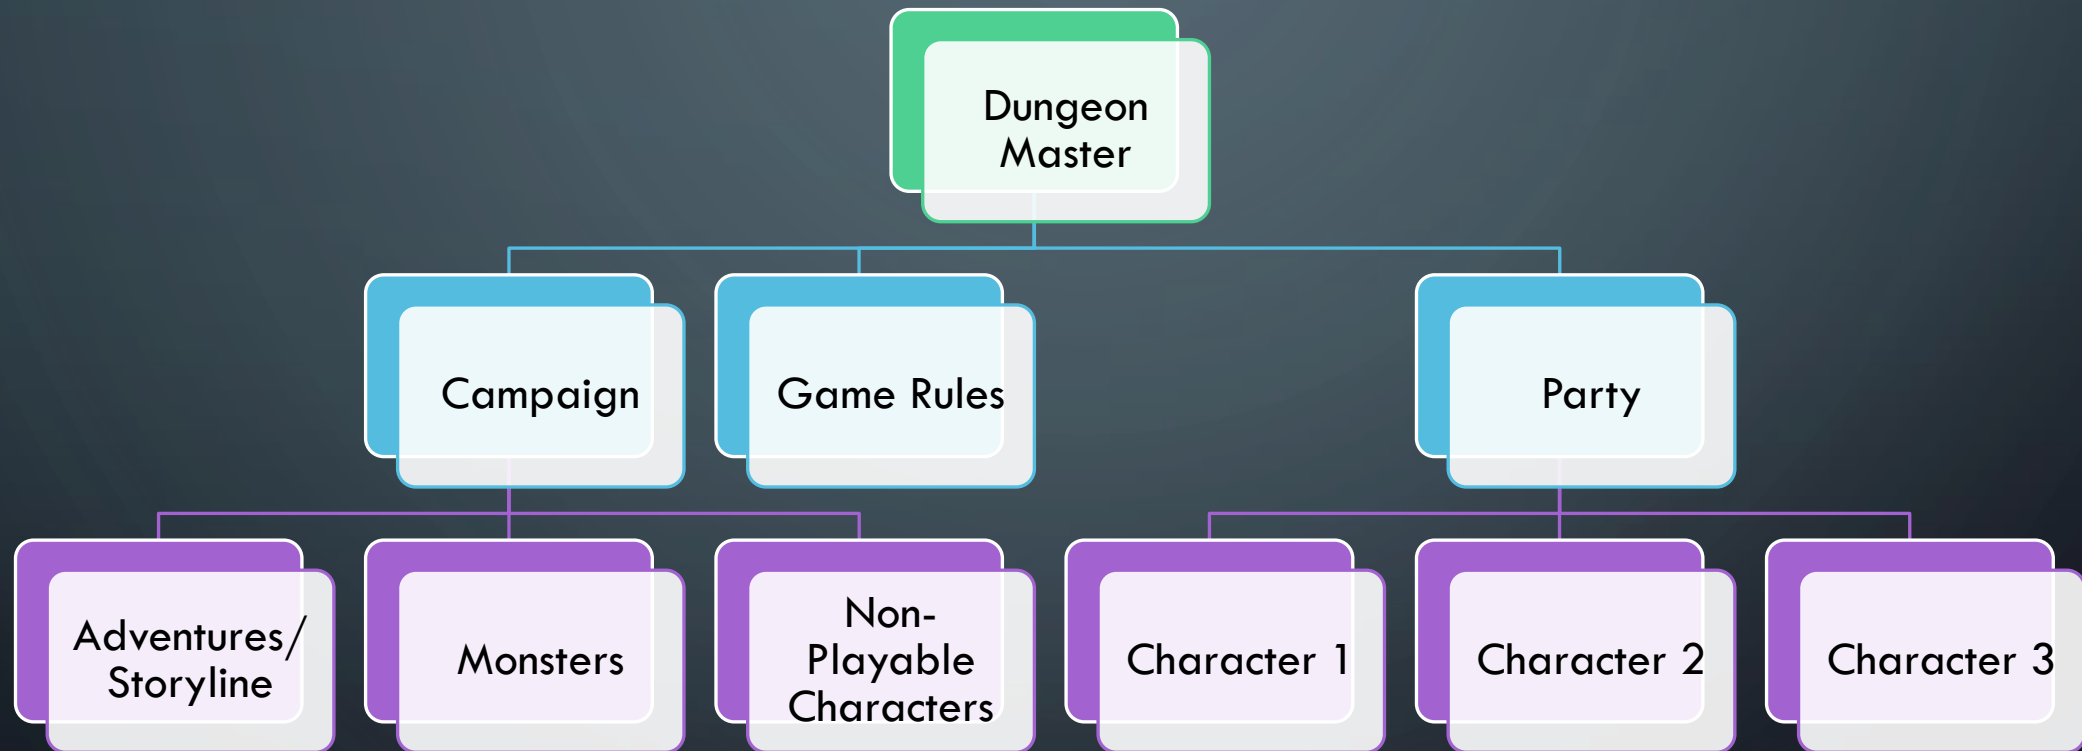 Dungeon
Master
Campaign
Game Rules
Party
Adventures/
Storyline
Monsters
Non-
Playable
Characters
Character 1
Character 2
Character 3